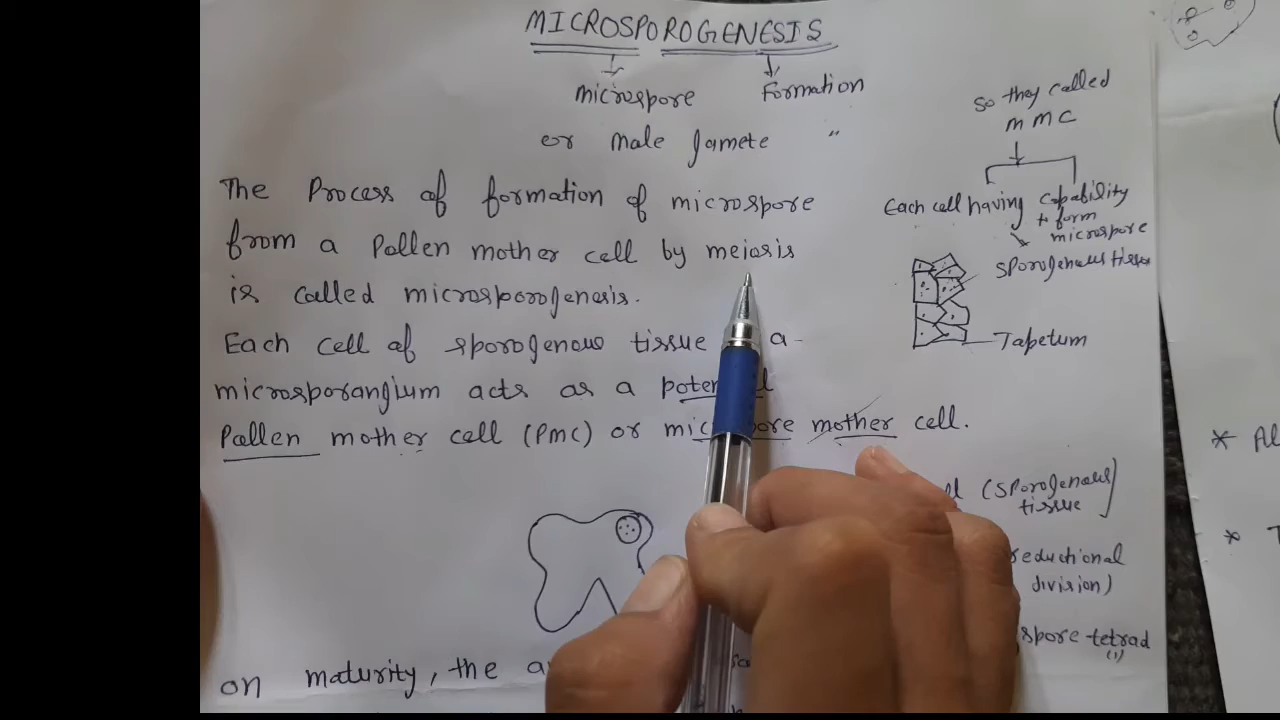 MICROSPOROGENESIS
microspore Formation
or male gamete "
The Process of formation of microspore
from a Pollen mother cell by meiosis
is called microsporogenesis.
Each cell of sporogenous tissue a
microsporangium acts as a
Pollen mother cell (PMC) or mother cell.
on maturity, the
So they called
MMC
Each cell having capability
to form
microspore
sporogenous tissue
Tapetum
(Sporogenous
tissue
reductional
division)
spore tetrad
(1)
* Al
*